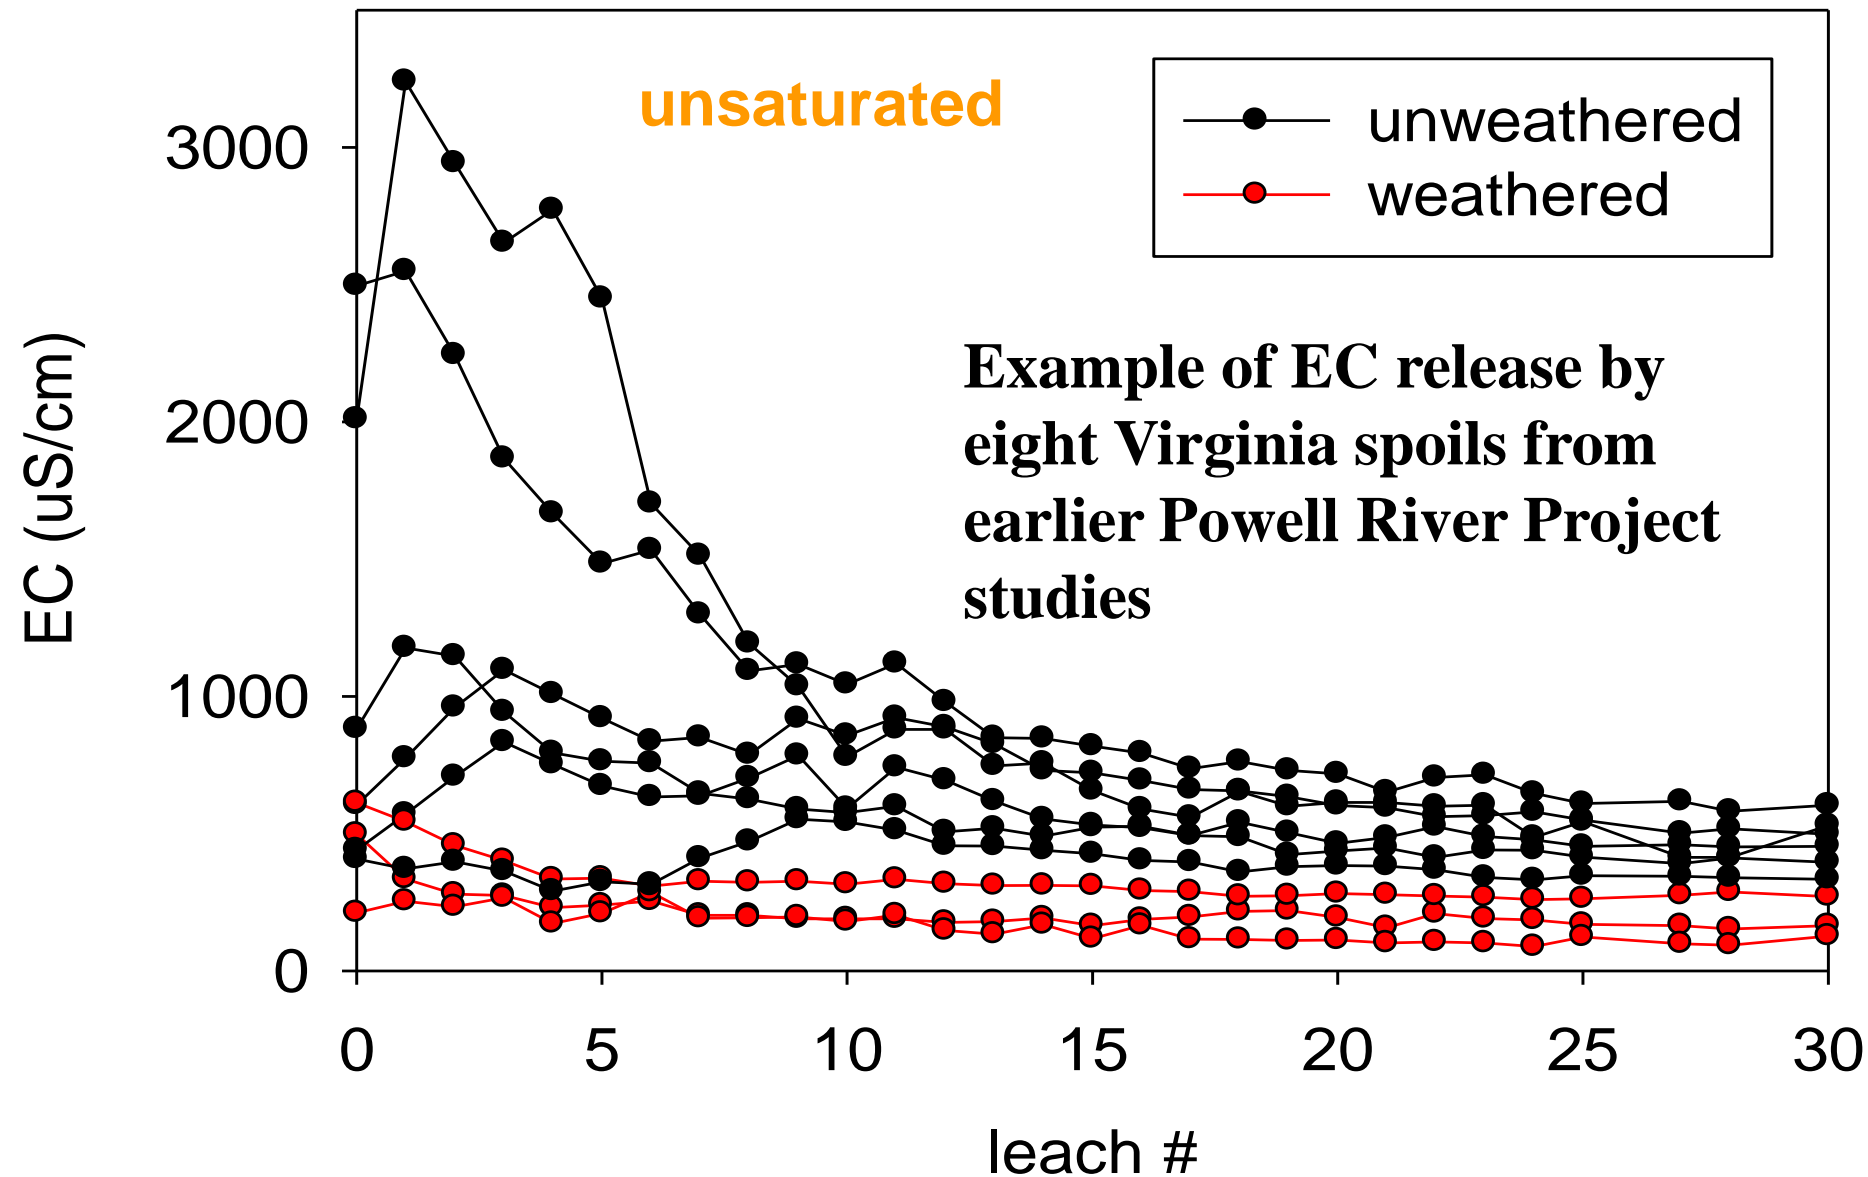 unsaturated
unweathered
weathered
Example of EC release by
eight Virginia spoils from
earlier Powell River Project
studies
EC (uS/cm)
3000
2000
1000
0
0 5 10 15 20 25 30
leach #